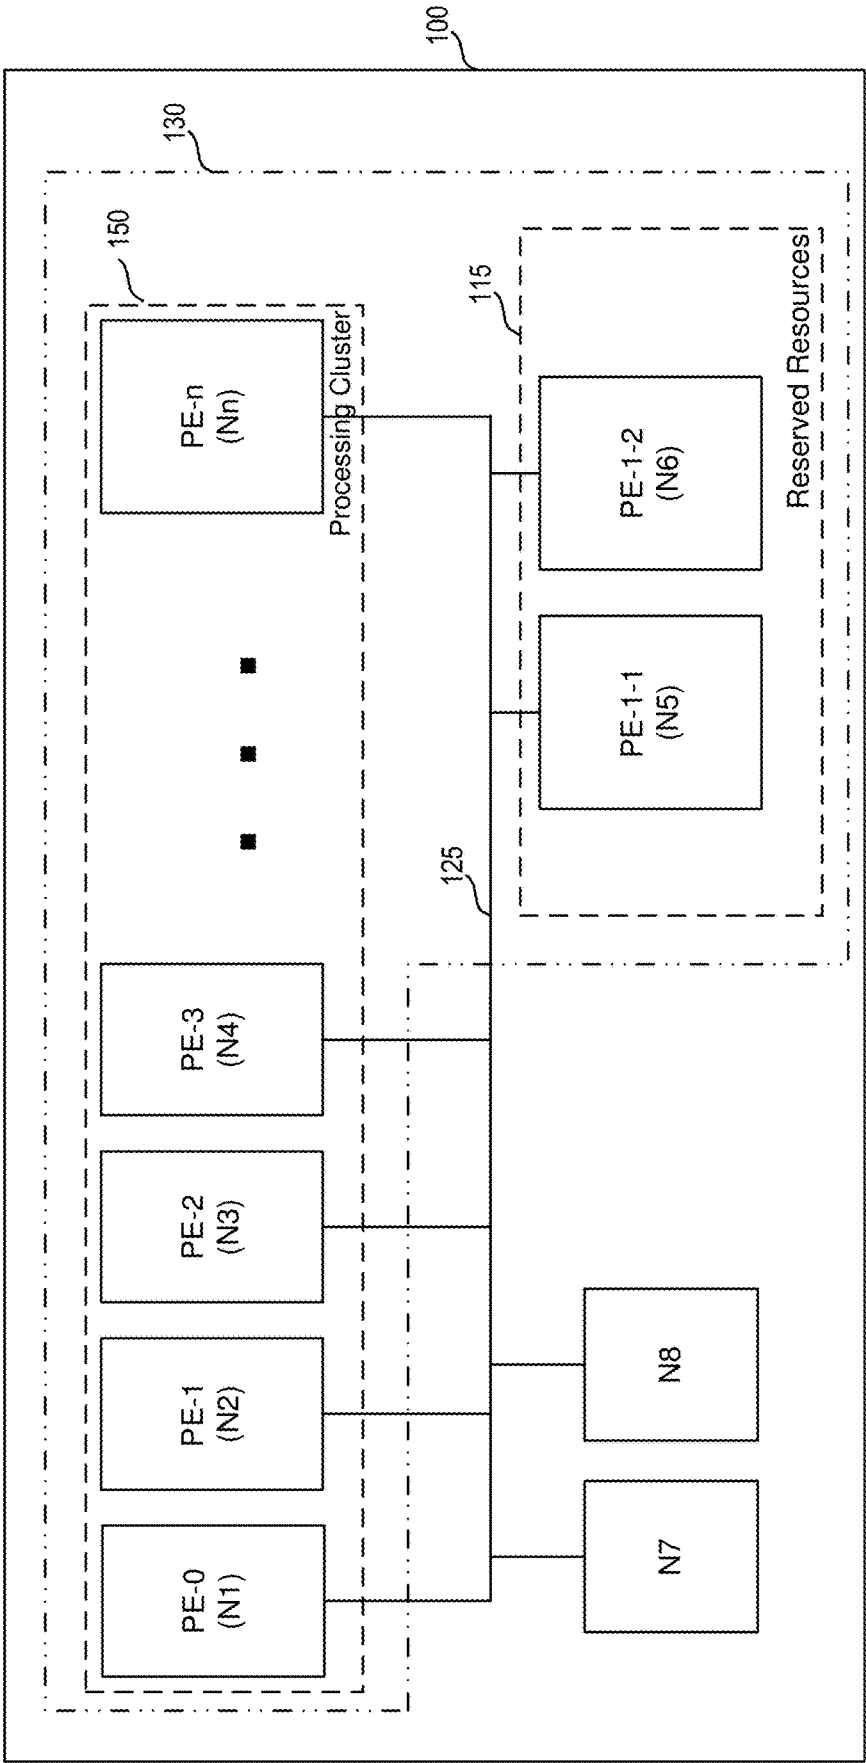 100
130
150
PE-0
(N1)
PE-1
(N2)
PE-2
(N3)
PE-3
(N4)
PE-n
(Nn)
Processing Cluster
125
115
N7
N8
PE-1-1
(N5)
PE-1-2
(N6)
Reserved Resources